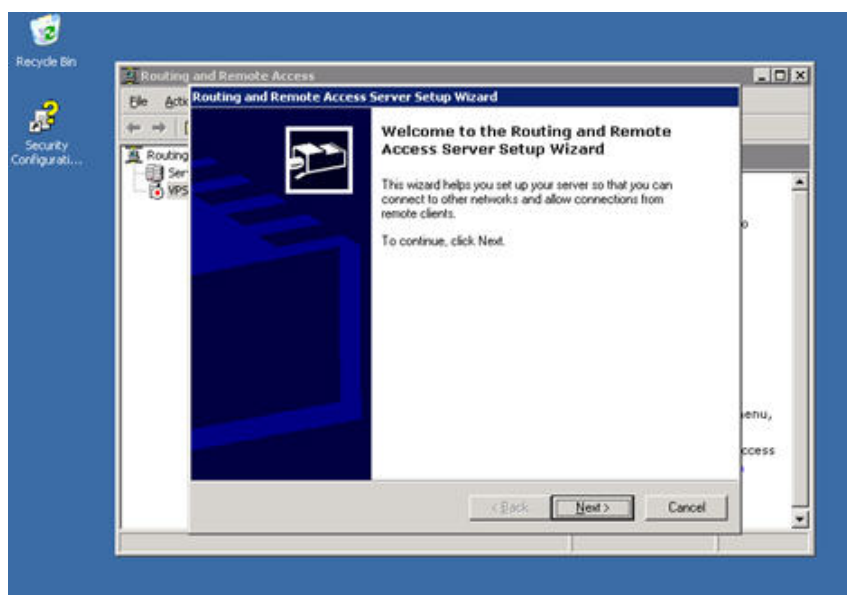 Recycle Bin
Security
Configurati...
Routing and Remote Access
File
Routing and Remote Access Server Setup Wizard
Routing
Ser
VPS
Welcome to the Routing and Remote
Access Server Setup Wizard
This wizard helps you set up your server so that you can
connect to other networks and allow connections from
remote clients.
To continue, click Next.
o
enu,
ccess
< Back
Next >
Cancel